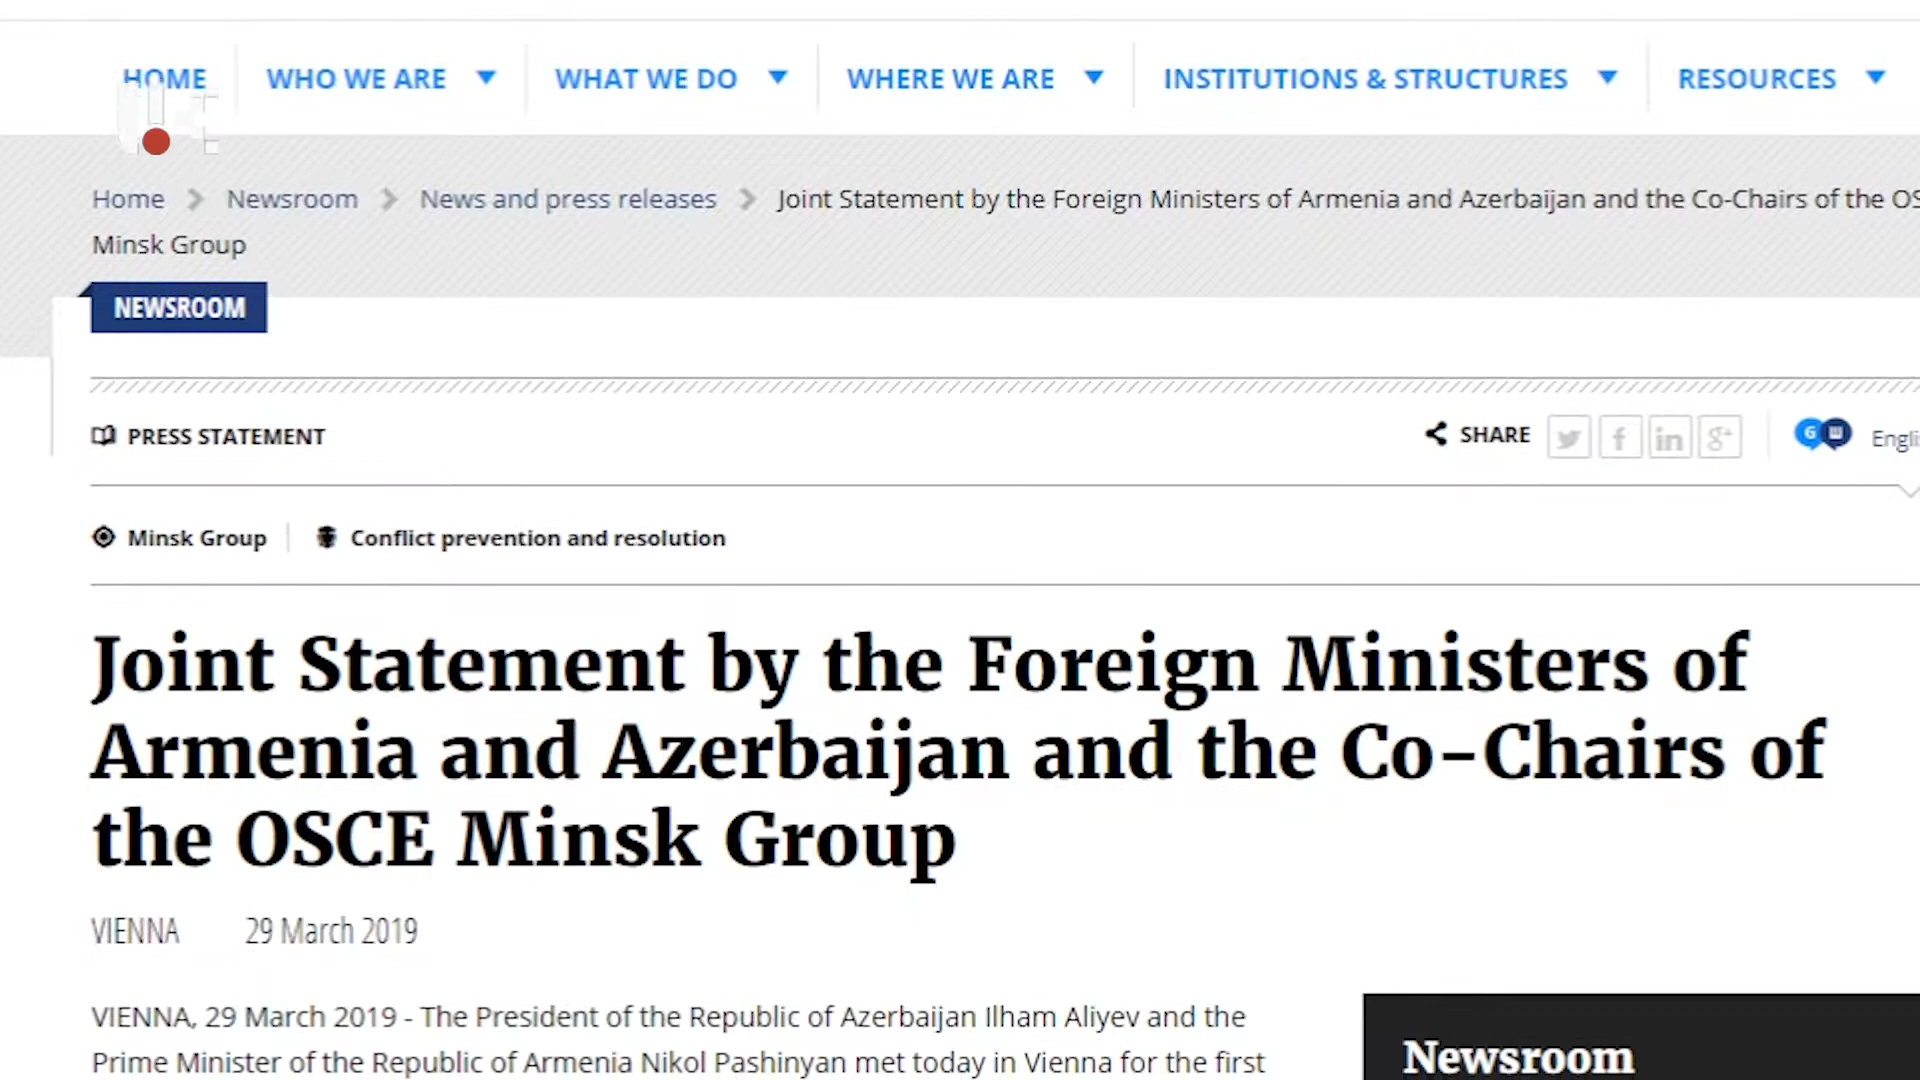 HOME WHO WE ARE WHAT WE DO WHERE WE ARE INSTITUTIONS & STRUCTURES RESOURCES
Home Newsroom News and press releases Joint Statement by the Foreign Ministers of Armenia and Azerbaijan and the Co-Chairs of the OS
Minsk Group
NEWSROOM
PRESS STATEMENT SHARE Engli
Minsk Group Conflict prevention and resolution
Joint Statement by the Foreign Ministers of
Armenia and Azerbaijan and the Co-Chairs of
the OSCE Minsk Group
VIENNA 29 March 2019
VIENNA, 29 March 2019 - The President of the Republic of Azerbaijan Ilham Aliyev and the
Prime Minister of the Republic of Armenia Nikol Pashinyan met today in Vienna for the first
Newsroom